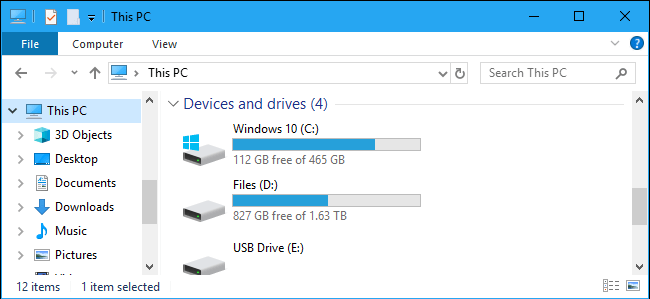 This PC
File Computer View
This PC
Search This PC
This PC
3D Objects
Desktop
Documents
Downloads
Music
Pictures
Devices and drives (4)
Windows 10 (C:)
112 GB free of 465 GB
Files (D:)
827 GB free of 1.63 TB
USB Drive (E:)
12 items 1 item selected